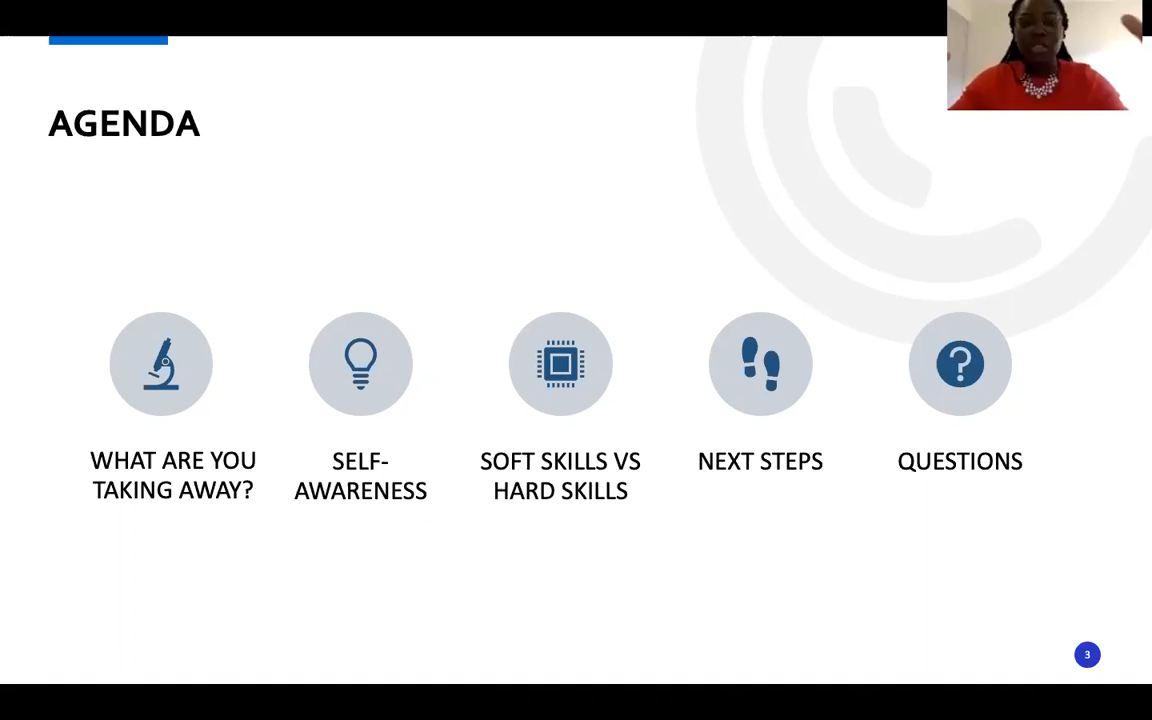 AGENDA
WHAT ARE YOU
TAKING AWAY?
SELF-
AWARENESS
SOFT SKILLS VS
HARD SKILLS
NEXT STEPS
QUESTIONS
3